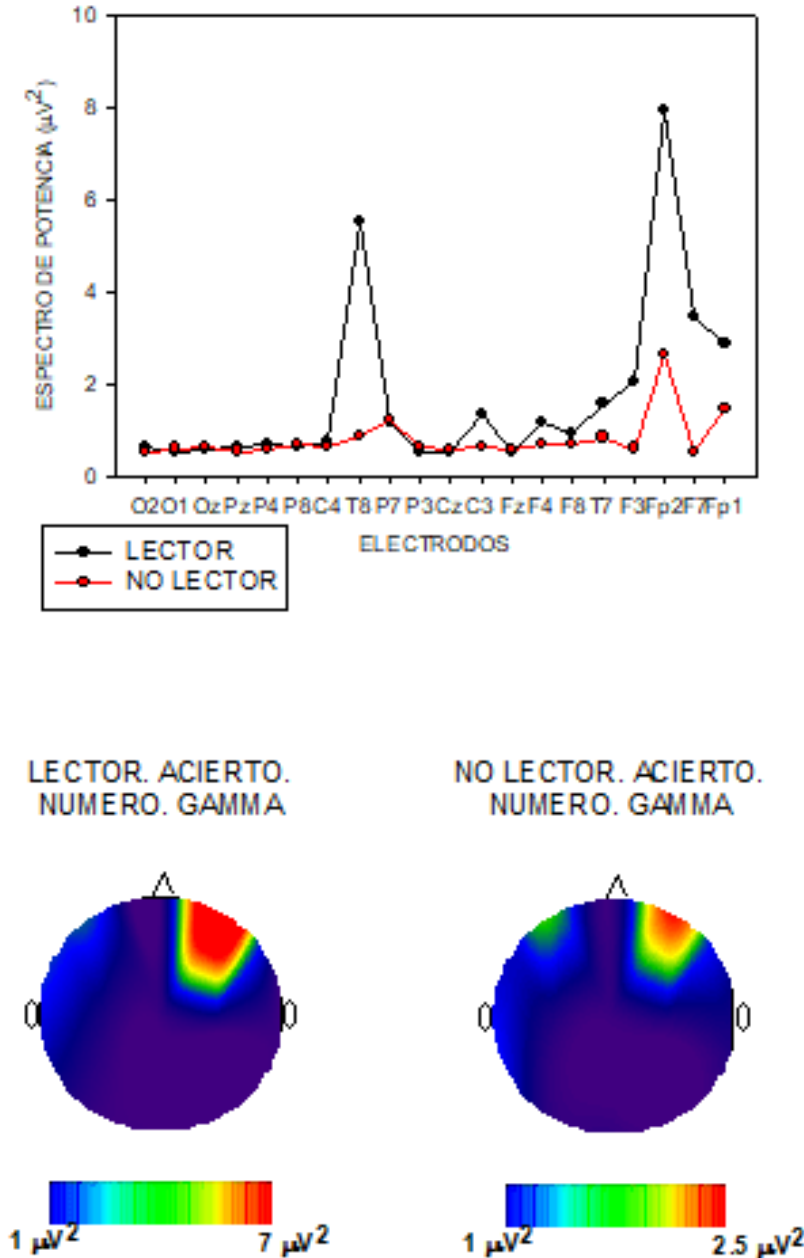 10
8
6
4
2
0
ESPECTRO DE POTENCIA (µV²)
O2 O1 Oz Pz P4 P8 C4 T8 P7 P3 Cz C3 Fz F4 F8 T7 F3 Fp2 F7 Fp1
ELECTRODOS
LECTOR
NO LECTOR
LECTOR. ACIERTO.
NUMERO. GAMMA
NO LECTOR. ACIERTO.
NUMERO. GAMMA
1 µV² 7 µV²
1 µV² 2.5 µV²